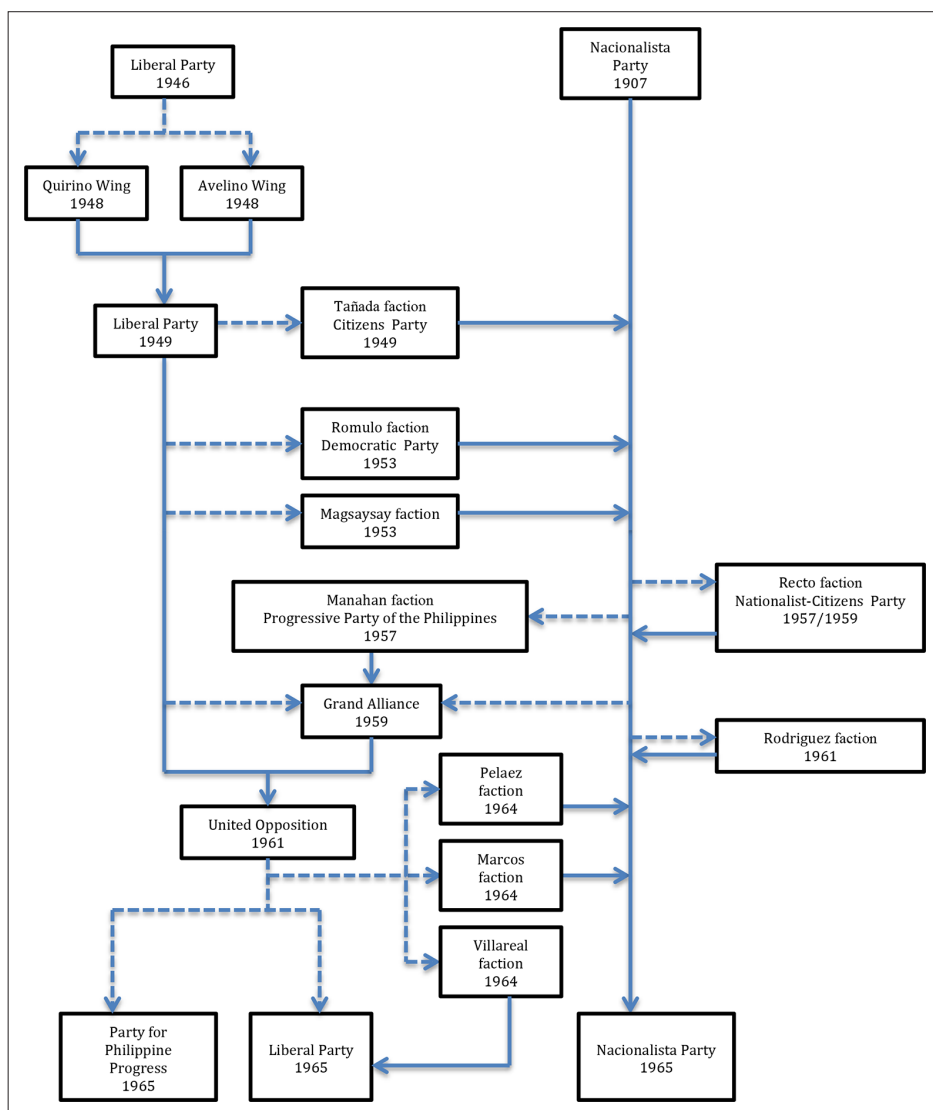 Liberal Party
1946
Nacionalista
Party
1907
Quirino Wing
1948
Avelino Wing
1948
Liberal Party
1949
Tañada faction
Citizens Party
1949
Romulo faction
Democratic Party
1953
Magsaysay faction
1953
Recto faction
Nationalist-Citizens Party
1957/1959
Manahan faction
Progressive Party of the Philippines
1957
Grand Alliance
1959
Rodriguez faction
1961
Pelaez
faction
1964
United Opposition
1961
Marcos
faction
1964
Villareal
faction
1964
Party for
Philippine
Progress
1965
Liberal Party
1965
Nacionalista Party
1965